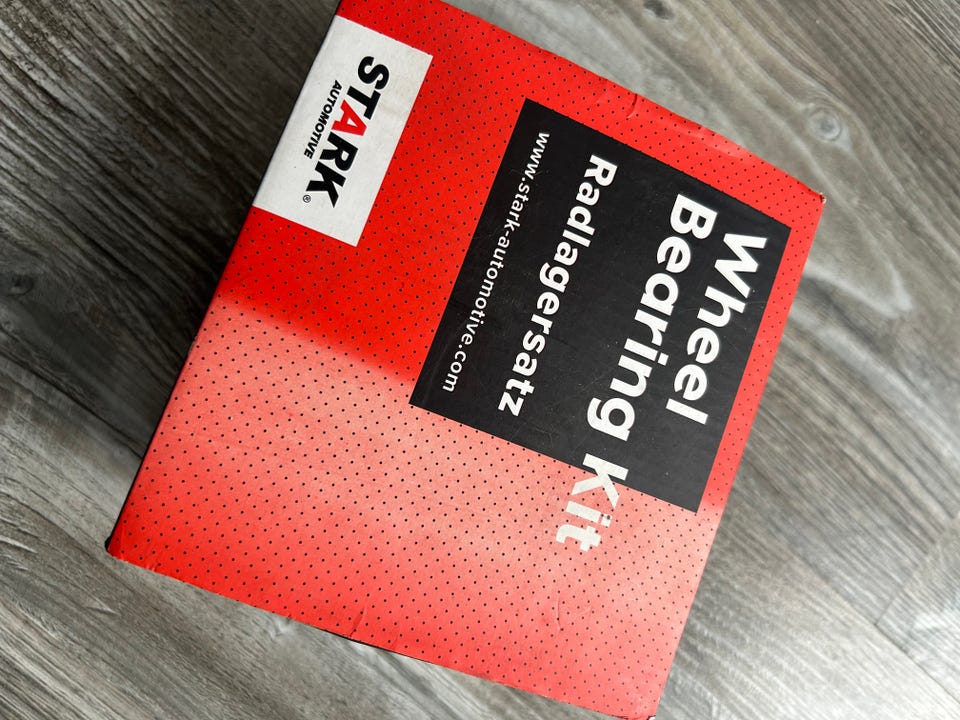 Wheel
Bearing Kit
Radlagersatz
www.stark-automotive.com
STARK®
AUTOMOTIVE